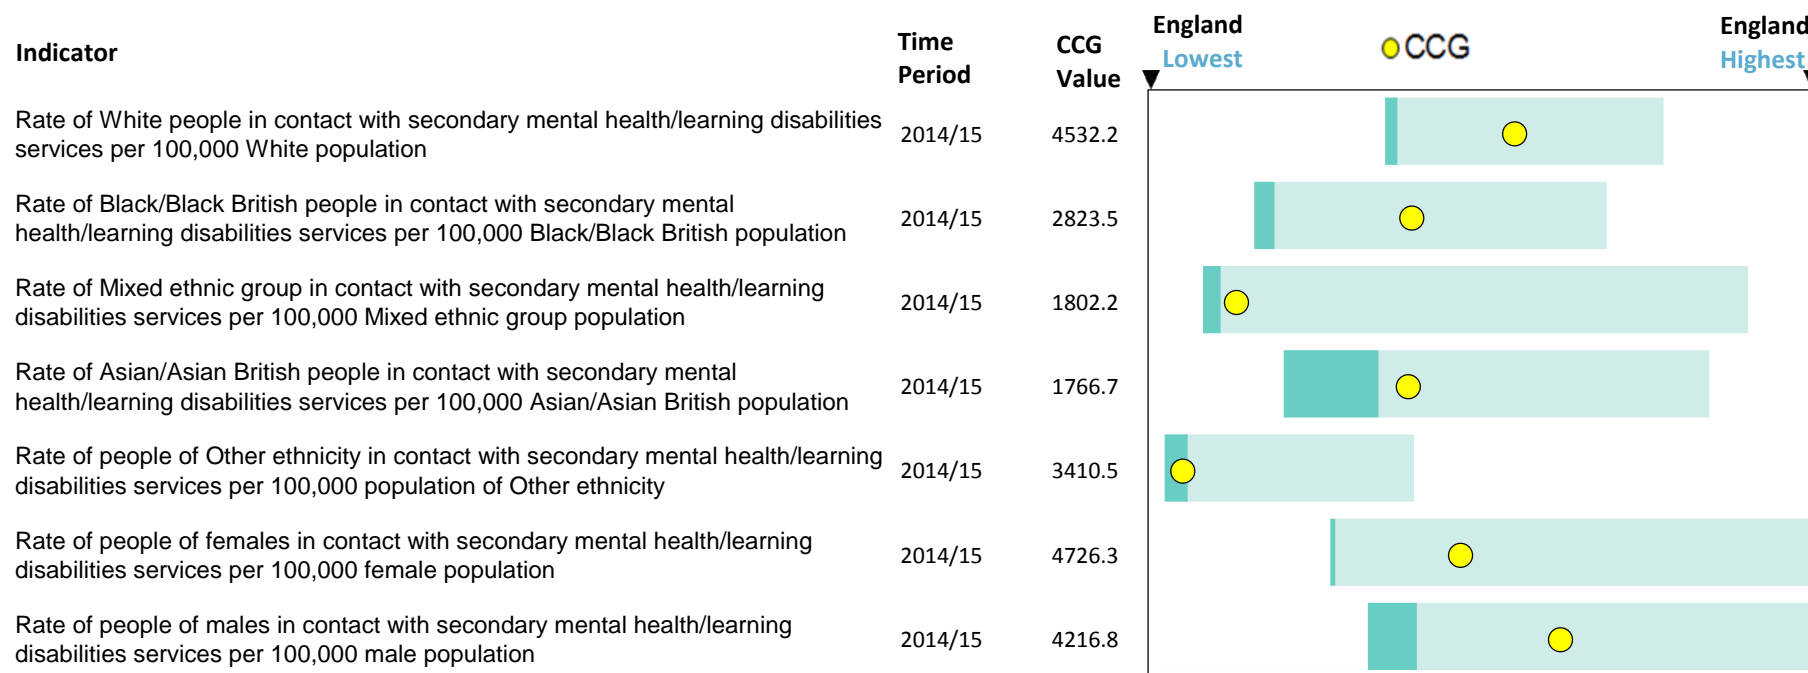 Indicator
Time
Period
CCG
Value
England
Lowest
CCG
England
Highest
Rate of White people in contact with secondary mental health/learning disabilities
services per 100,000 White population
2014/15
4532.2
Rate of Black/Black British people in contact with secondary mental
health/learning disabilities services per 100,000 Black/Black British population
2014/15
2823.5
Rate of Mixed ethnic group in contact with secondary mental health/learning
disabilities services per 100,000 Mixed ethnic group population
2014/15
1802.2
Rate of Asian/Asian British people in contact with secondary mental
health/learning disabilities services per 100,000 Asian/Asian British population
2014/15
1766.7
Rate of people of Other ethnicity in contact with secondary mental health/learning
disabilities services per 100,000 population of Other ethnicity
2014/15
3410.5
Rate of people of females in contact with secondary mental health/learning
disabilities services per 100,000 female population
2014/15
4726.3
Rate of people of males in contact with secondary mental health/learning
disabilities services per 100,000 male population
2014/15
4216.8